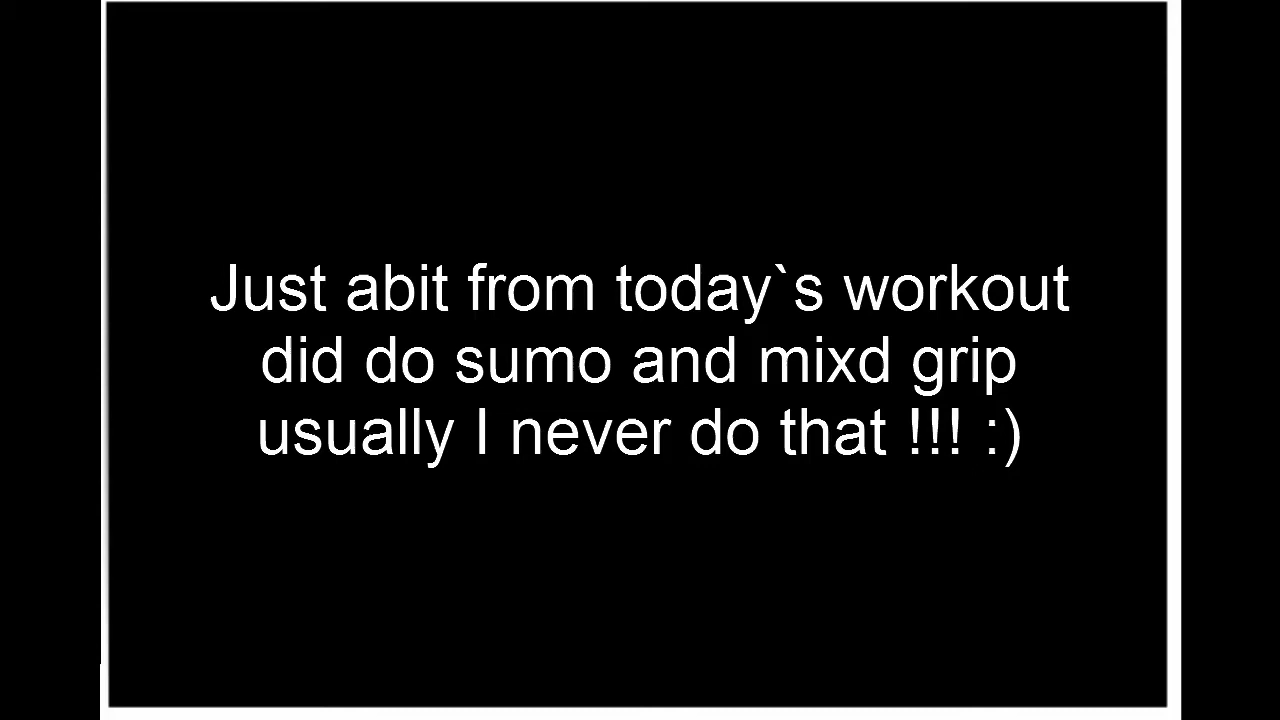 Just abit from today`s workout
did do sumo and mixd grip
usually I never do that !!! :)